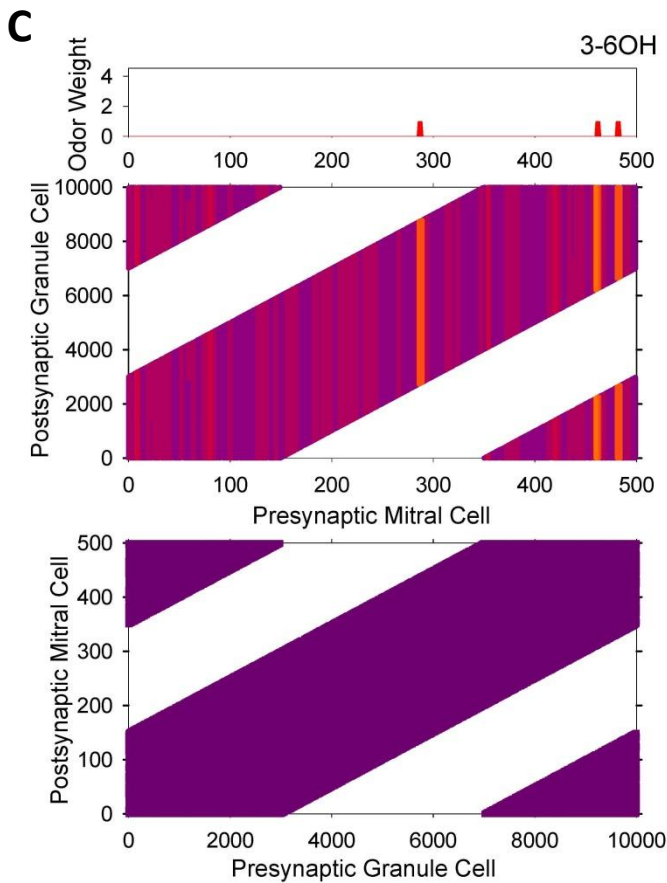 C
3-6OH
Odor Weight
4
2
0
0 100 200 300 400 500
Postsynaptic Granule Cell
10000
8000
6000
4000
2000
0
0 100 200 300 400 500
Presynaptic Mitral Cell
Postsynaptic Mitral Cell
500
400
300
200
100
0
0 2000 4000 6000 8000 10000
Presynaptic Granule Cell